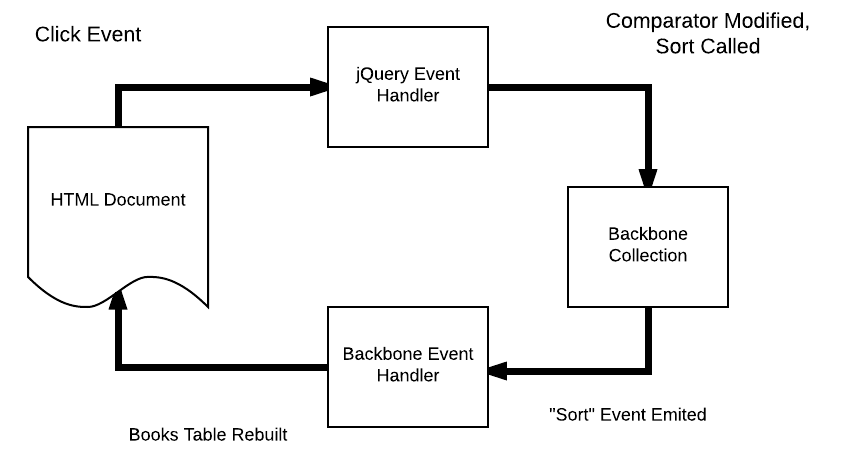 Click Event
Comparator Modified,
Sort Called
jQuery Event
Handler
HTML Document
Backbone
Collection
Backbone Event
Handler
"Sort" Event Emited
Books Table Rebuilt